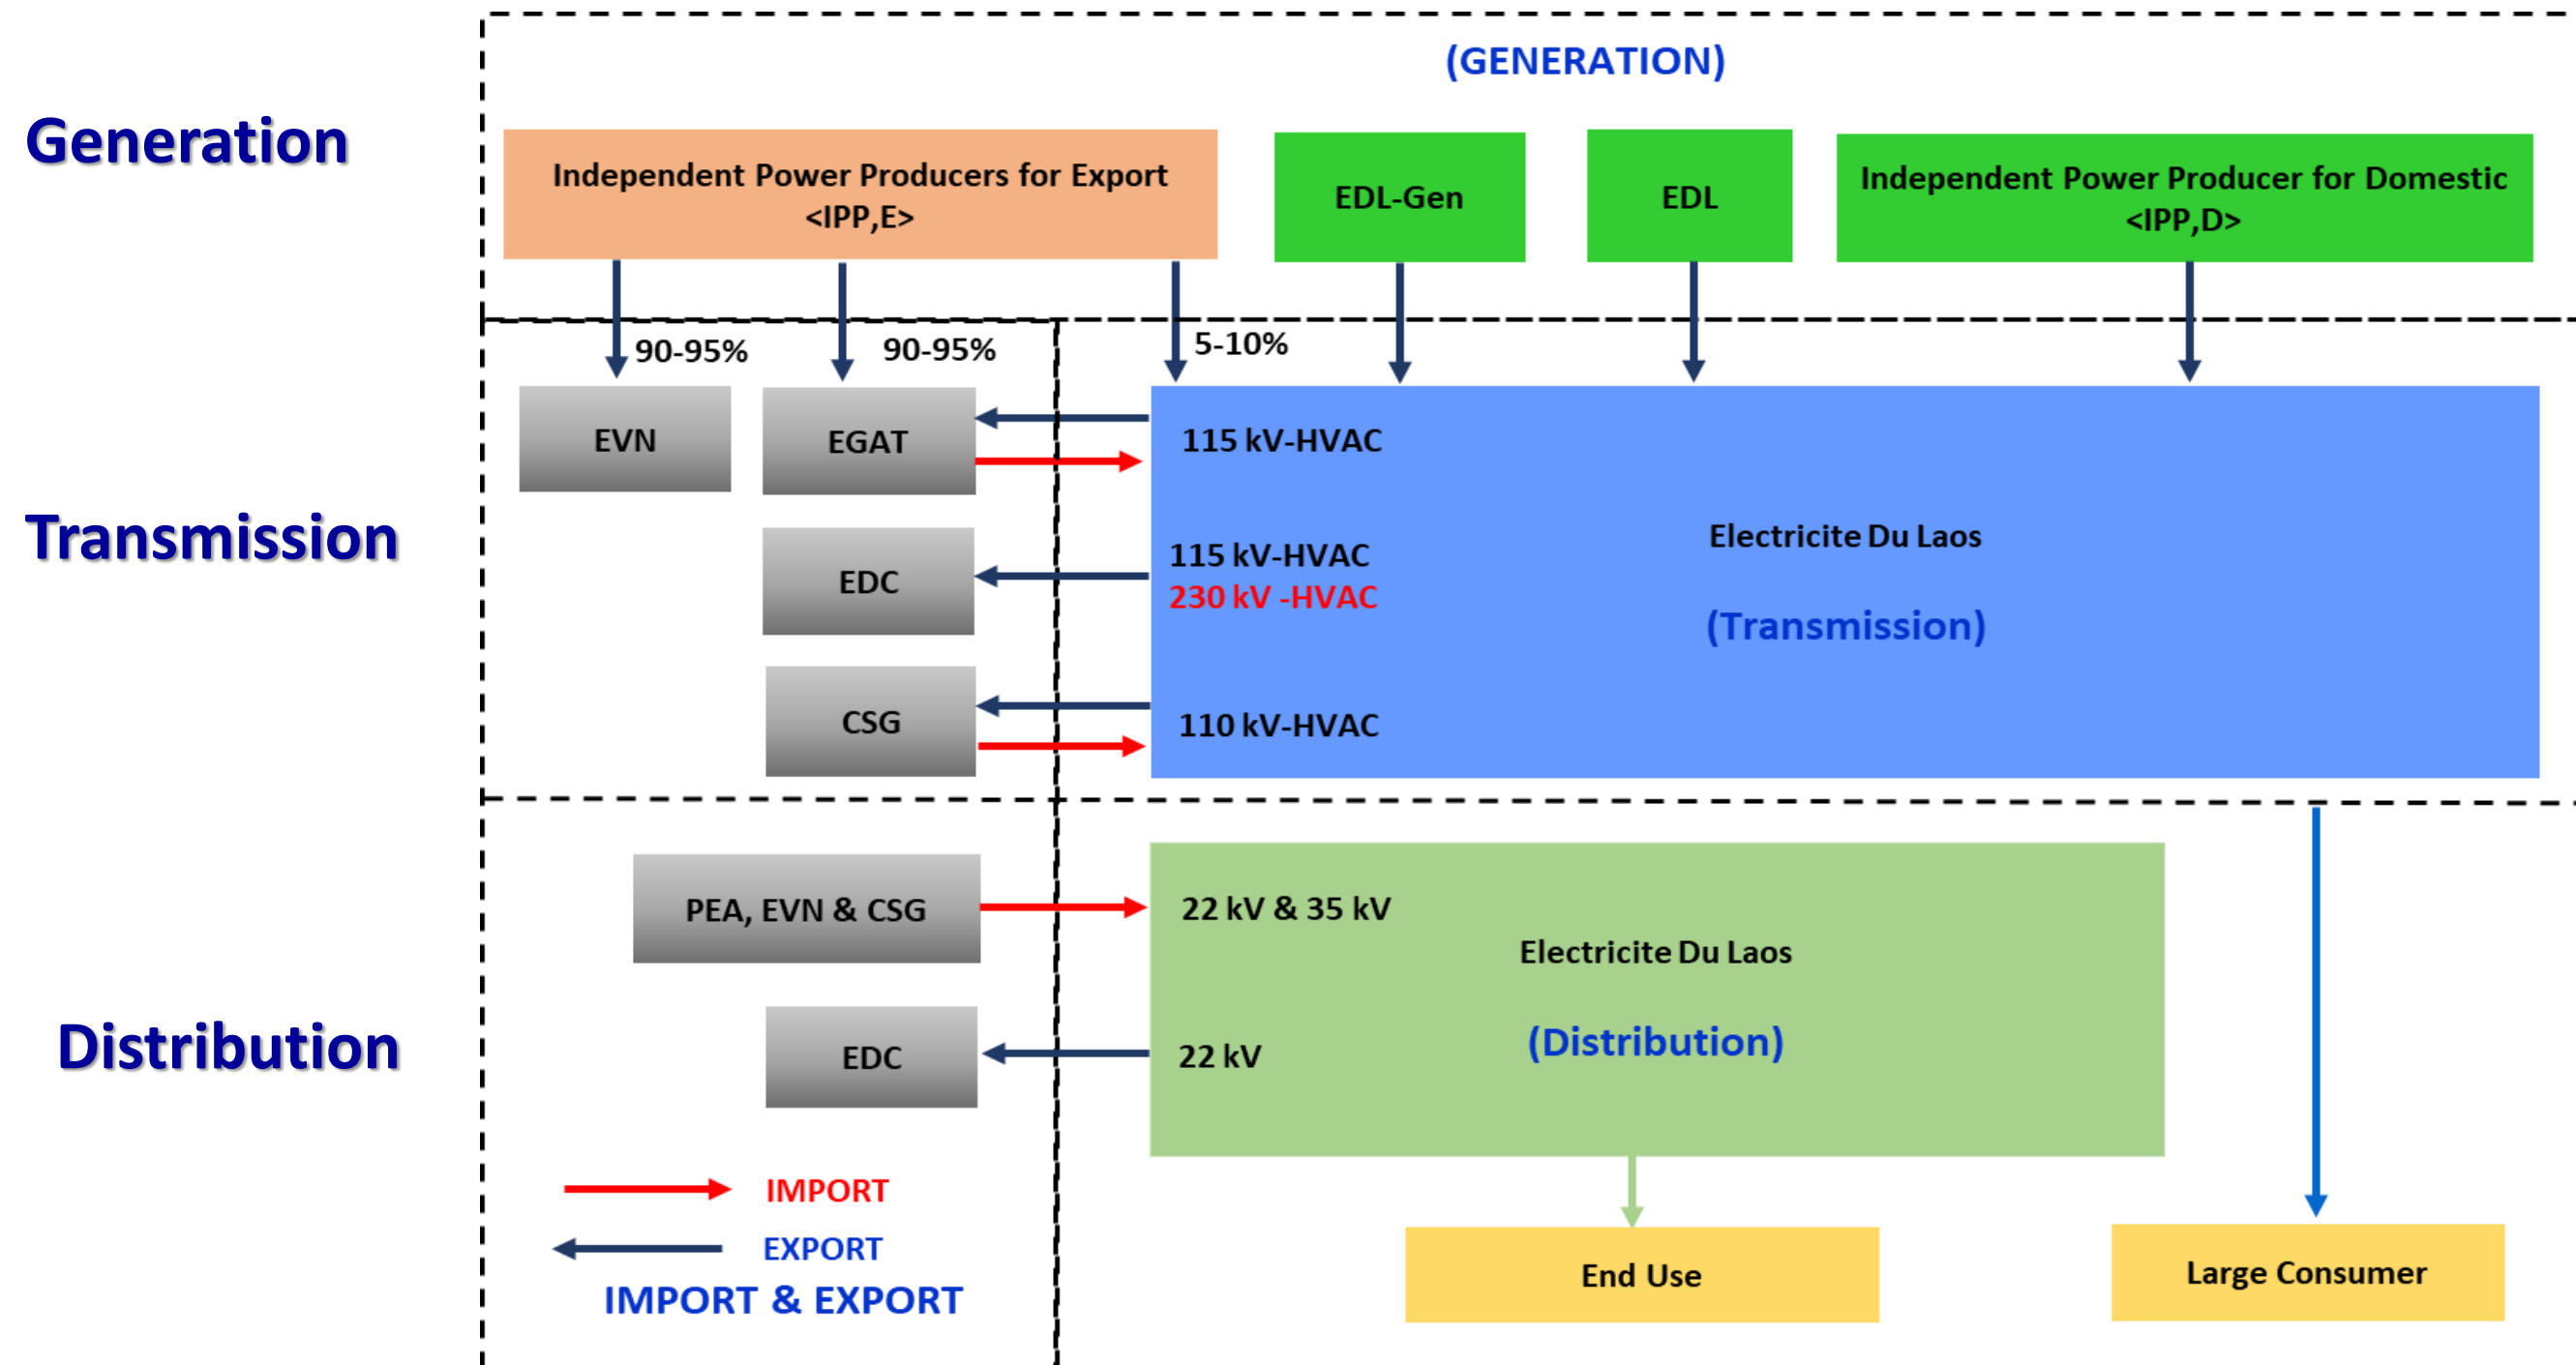 (GENERATION)
Generation
Independent Power Producers for Export
<IPP,E>
EDL-Gen
EDL
Independent Power Producer for Domestic
<IPP,D>
90-95%
90-95%
5-10%
Transmission
EVN
EGAT
115 kV-HVAC
EDC
115 kV-HVAC
230 kV -HVAC
Electricite Du Laos
(Transmission)
CSG
110 kV-HVAC
Distribution
PEA, EVN & CSG
22 kV & 35 kV
Electricite Du Laos
(Distribution)
EDC
22 kV
IMPORT
EXPORT
IMPORT & EXPORT
End Use
Large Consumer